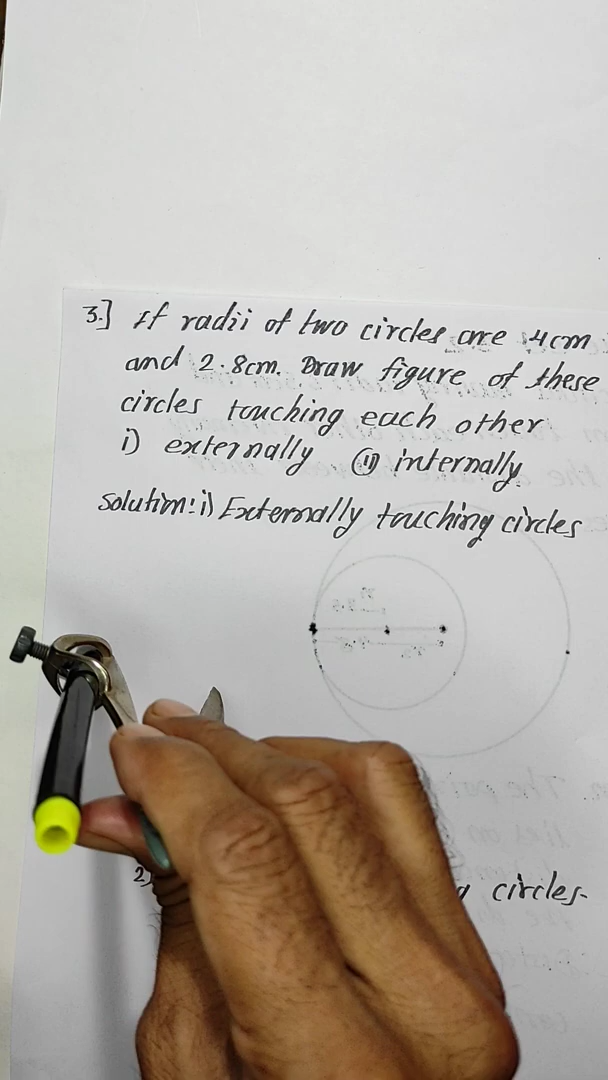 3.] If radii of two circles are 4cm
and 2.8cm. Draw figure of these
circles touching each other
i) externally (ii) internally.
Solution: i) Externally touching circles
2) circles-